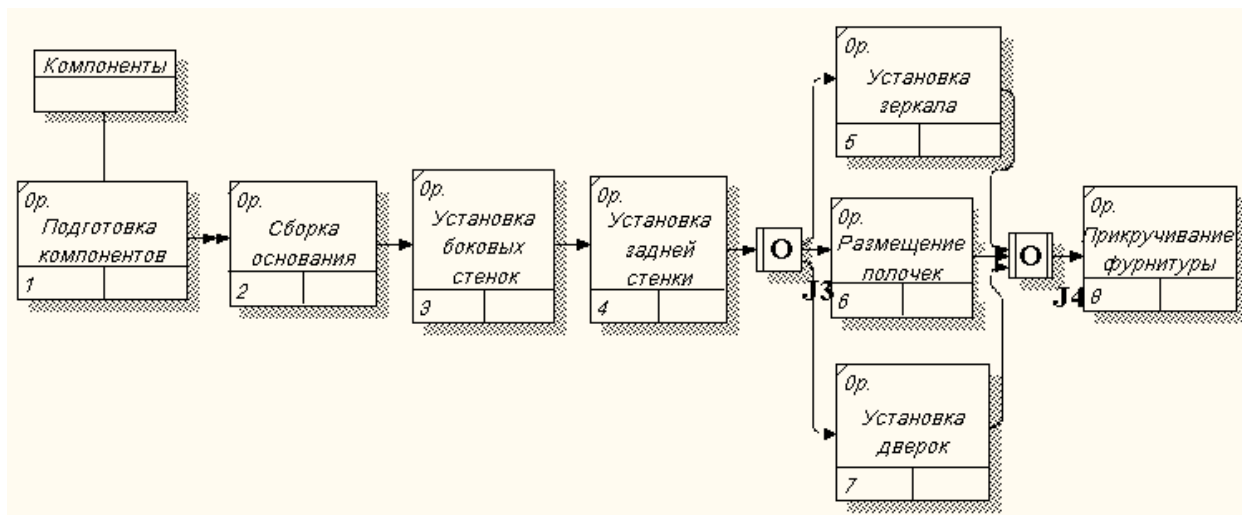 Компоненты
0р.
Подготовка
компонентов
1
0р.
Сборка
основания
2
0р.
Установка
боковых
стенок
3
0р.
Установка
задней
стенки
4
O
J3
0р.
Установка
зеркала
5
0р.
Размещение
полочек
6
0р.
Установка
дверок
7
O
J4
0р.
Прикручивание
фурнитуры
8